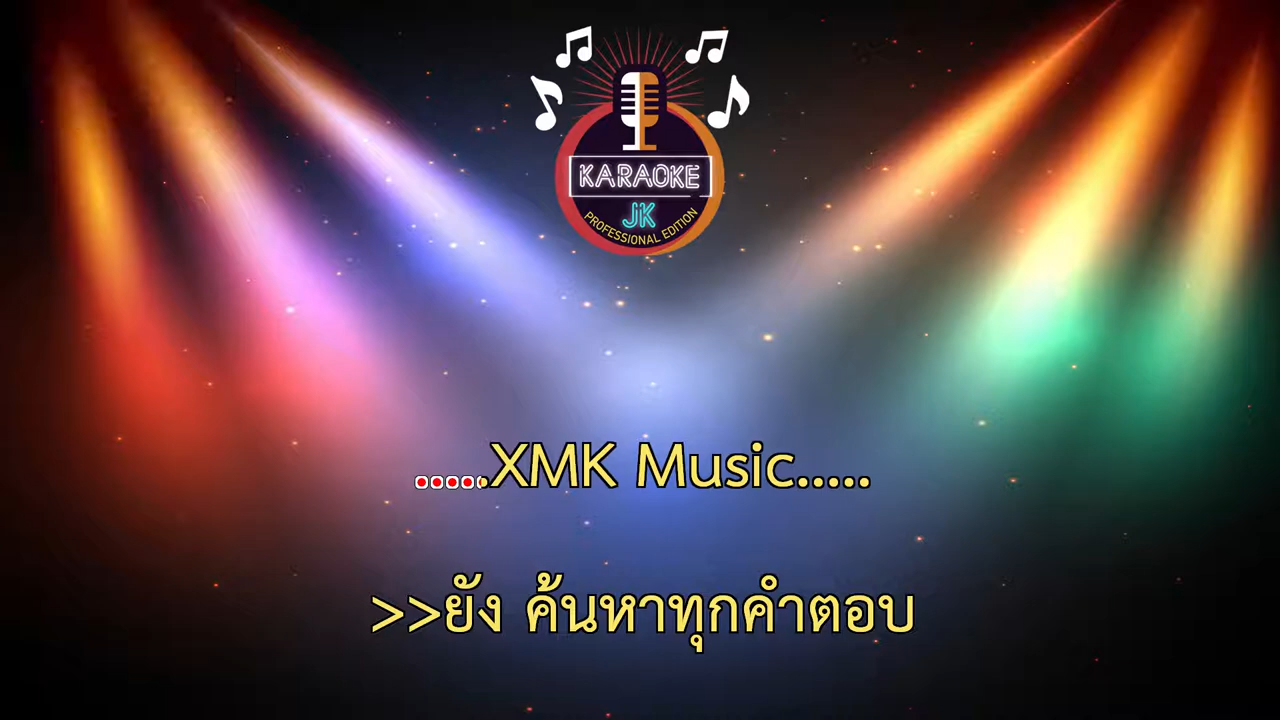 KARAOKE
JK
PROFESSIONAL EDITION
.....XMK Music.....
>>ยัง ค้นหาทุกคำตอบ